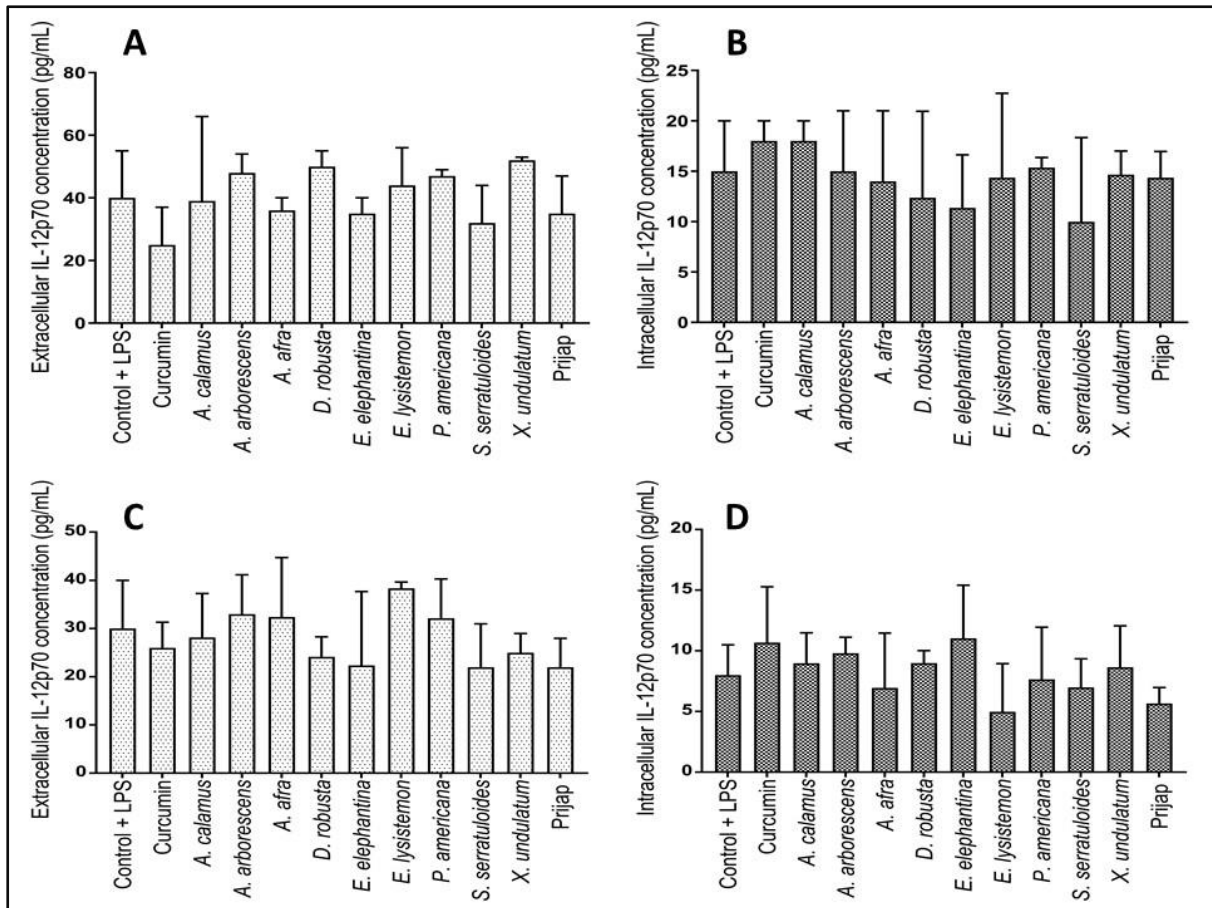 A
Extracellular IL-12p70 concentration (pg/mL)
80
60
40
20
0
Control + LPS
Curcumin
A. calamus
A. arborescens
A. afra
D. robusta
E. elephantina
E. lysistemon
P. americana
S. serratuloides
X. undulatum
Prijap
B
Intracellular IL-12p70 concentration (pg/mL)
25
20
15
10
5
0
Control + LPS
Curcumin
A. calamus
A. arborescens
A. afra
D. robusta
E. elephantina
E. lysistemon
P. americana
S. serratuloides
X. undulatum
Prijap
C
Extracellular IL-12p70 concentration (pg/mL)
50
40
30
20
10
0
Control + LPS
Curcumin
A. calamus
A. arborescens
A. afra
D. robusta
E. elephantina
E. lysistemon
P. americana
S. serratuloides
X. undulatum
Prijap
D
Intracellular IL-12p70 concentration (pg/mL)
20
15
10
5
0
Control + LPS
Curcumin
A. calamus
A. arborescens
A. afra
D. robusta
E. elephantina
E. lysistemon
P. americana
S. serratuloides
X. undulatum
Prijap